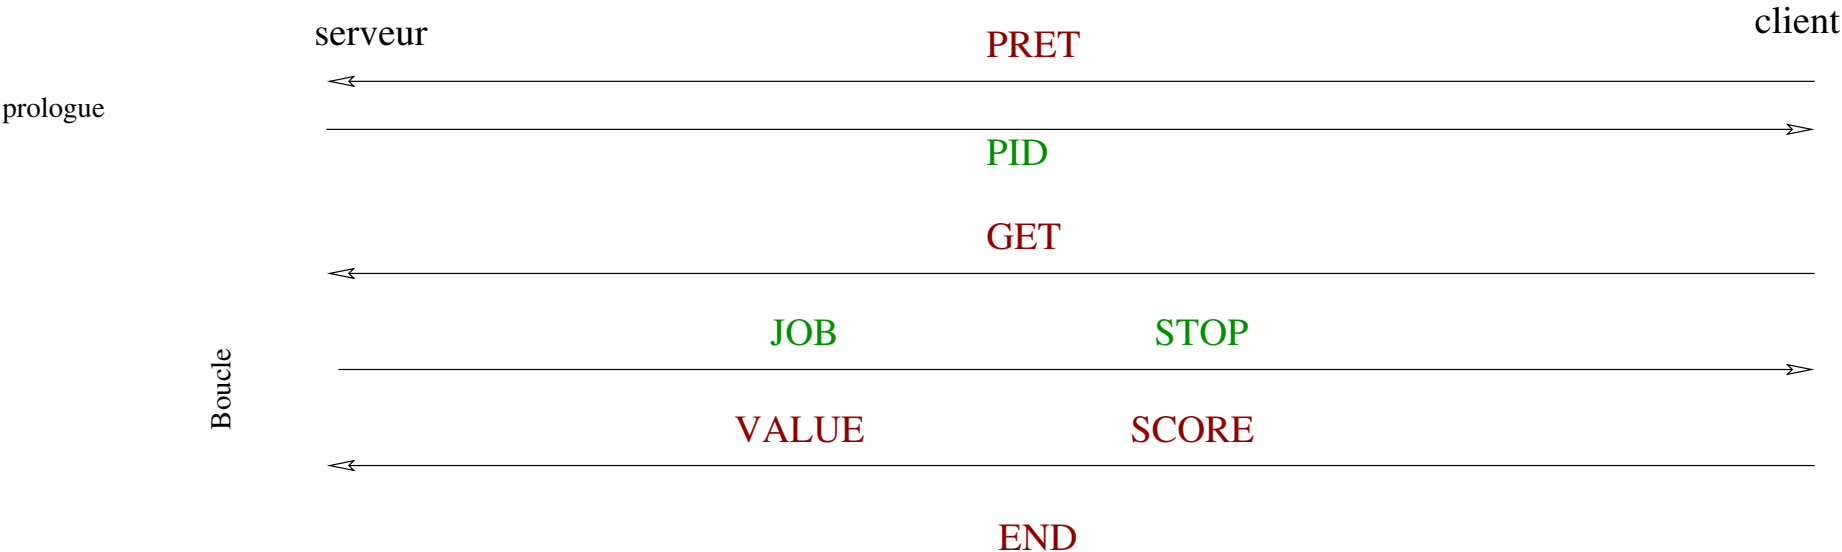 serveur
client
PRET
prologue
PID
GET
JOB
STOP
Boucle
VALUE
SCORE
END